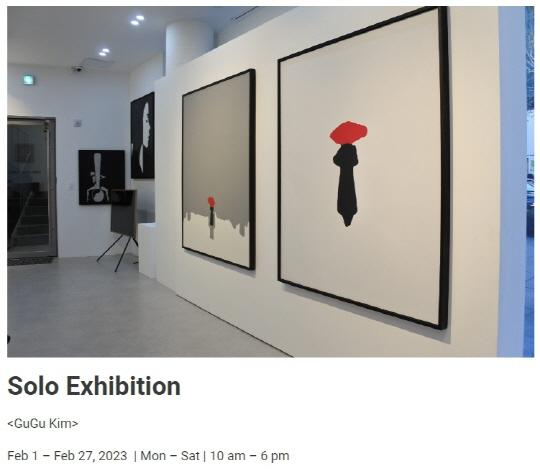 Solo Exhibition
<GuGu Kim>
Feb 1 – Feb 27, 2023 | Mon – Sat | 10 am – 6 pm